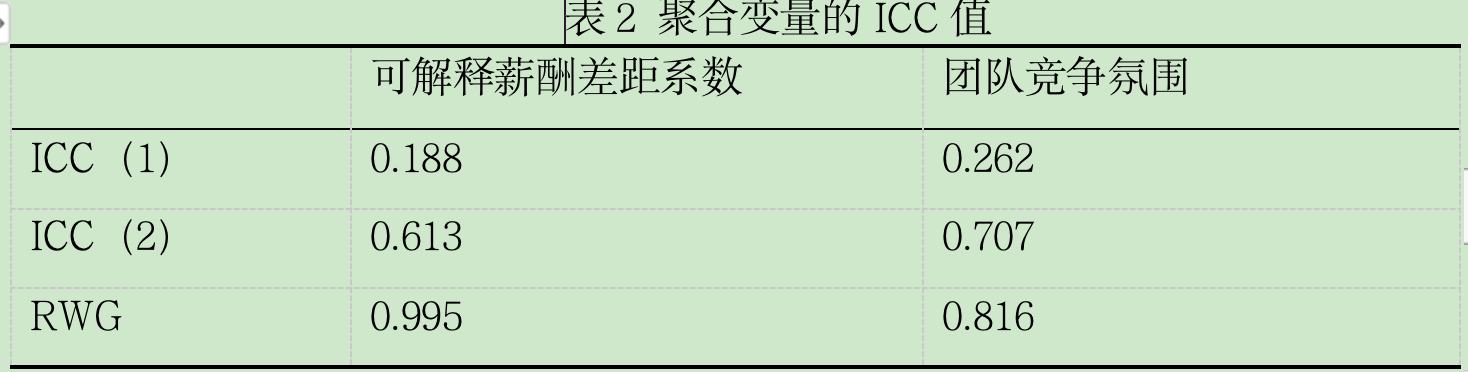 表 2 聚合变量的 ICC 值
可解释薪酬差距系数 团队竞争氛围
ICC (1) 0.188 0.262
ICC (2) 0.613 0.707
RWG 0.995 0.816